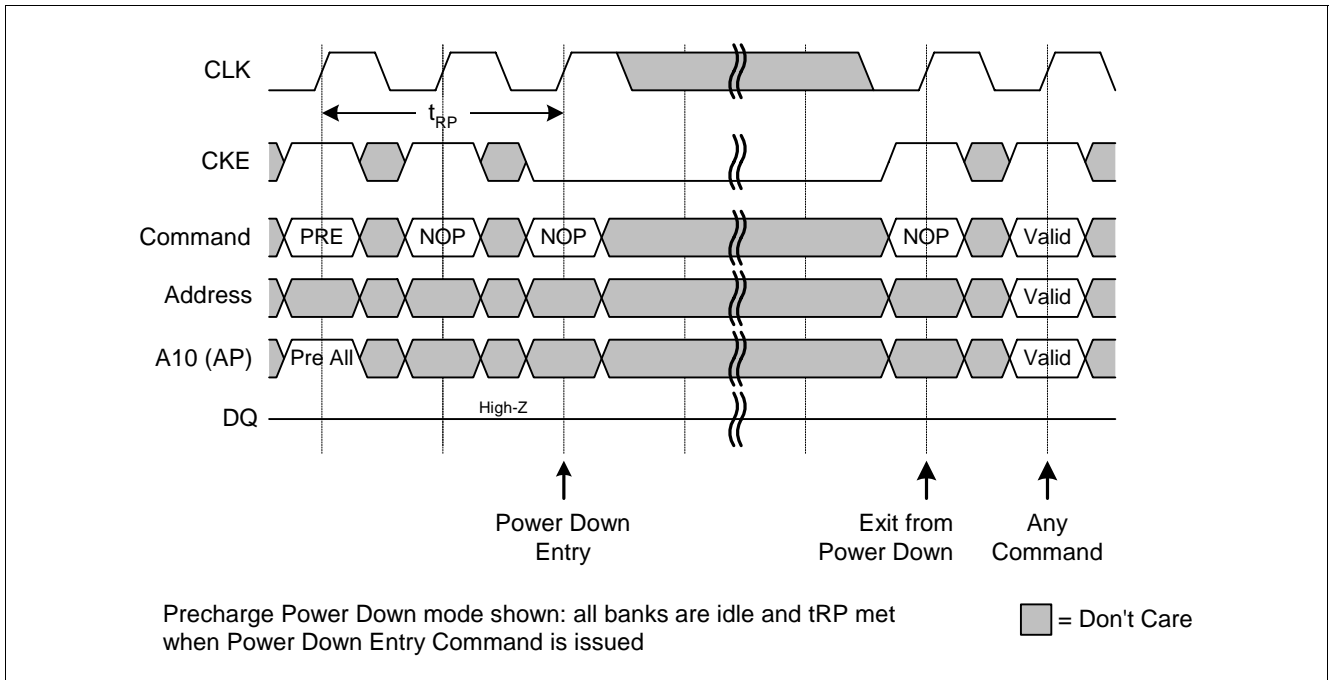 CLK
t_RP
CKE
Command PRE NOP NOP NOP Valid
Address Valid
A10 (AP) Pre All Valid
DQ High-Z
Power Down
Entry
Exit from
Power Down
Any
Command
Precharge Power Down mode shown: all banks are idle and tRP met
when Power Down Entry Command is issued
= Don't Care